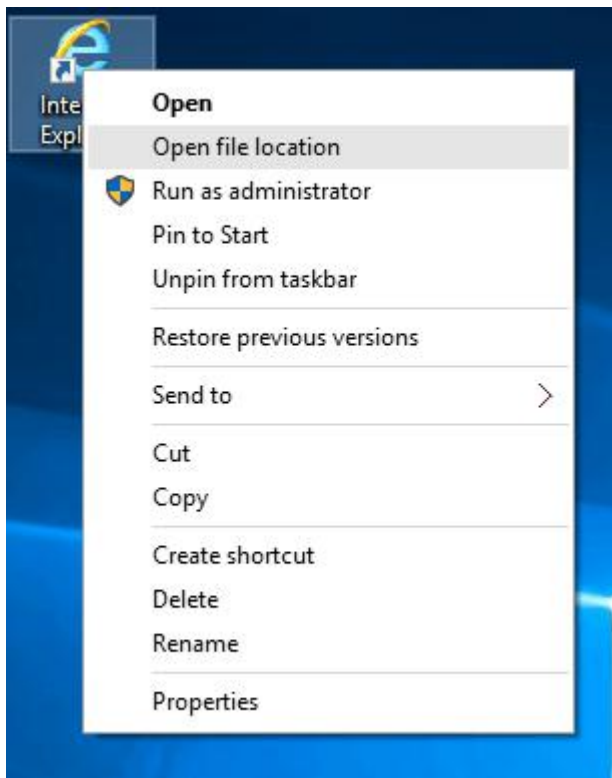 Inte
Expl
Open
Open file location
Run as administrator
Pin to Start
Unpin from taskbar
Restore previous versions
Send to
Cut
Copy
Create shortcut
Delete
Rename
Properties